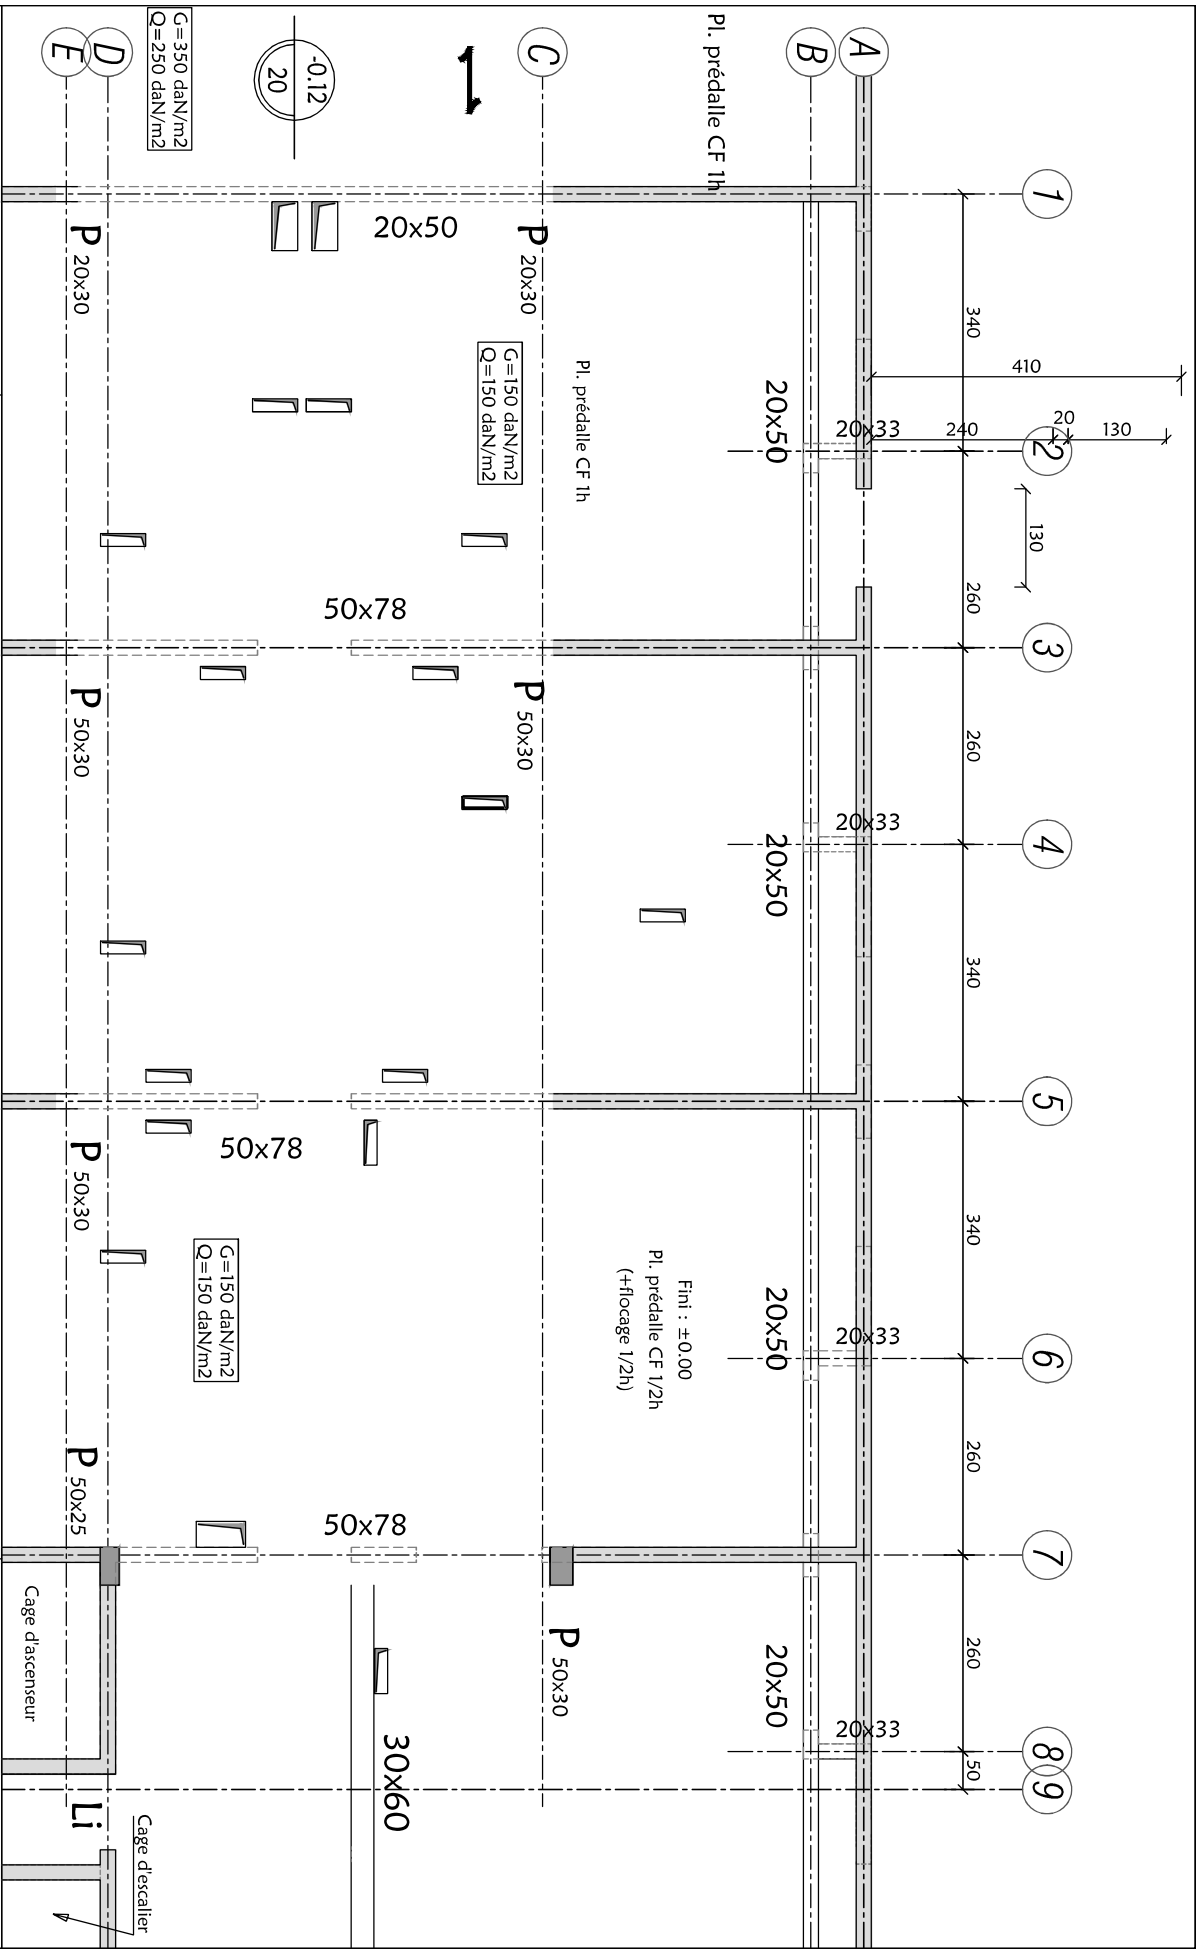 1
2
3
4
5
6
7
8
9
340
260
260
340
340
260
260
50
410
240
20
130
130
A
B
C
D
E
20x33
20x33
20x33
20x33
20x50
20x50
20x50
20x50
Pl. prédalle CF 1h
-0.12
20
G=350 daN/m2
Q=250 daN/m2
Pl. prédalle CF 1h
G=150 daN/m2
Q=150 daN/m2
Fini : ±0.00
Pl. prédalle CF 1/2h
(+flocage 1/2h)
G=150 daN/m2
Q=150 daN/m2
P 20x30
P 50x30
P 50x30
20x50
50x78
50x78
50x78
30x60
P 20x30
P 50x30
P 50x30
P 50x25
Cage d'ascenseur
Li
Cage d'escalier